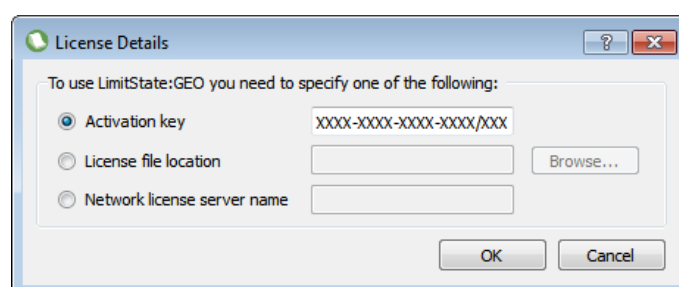 License Details
To use LimitState:GEO you need to specify one of the following:
Activation key XXXX-XXXX-XXXX-XXXX/XXX
License file location Browse...
Network license server name
OK Cancel